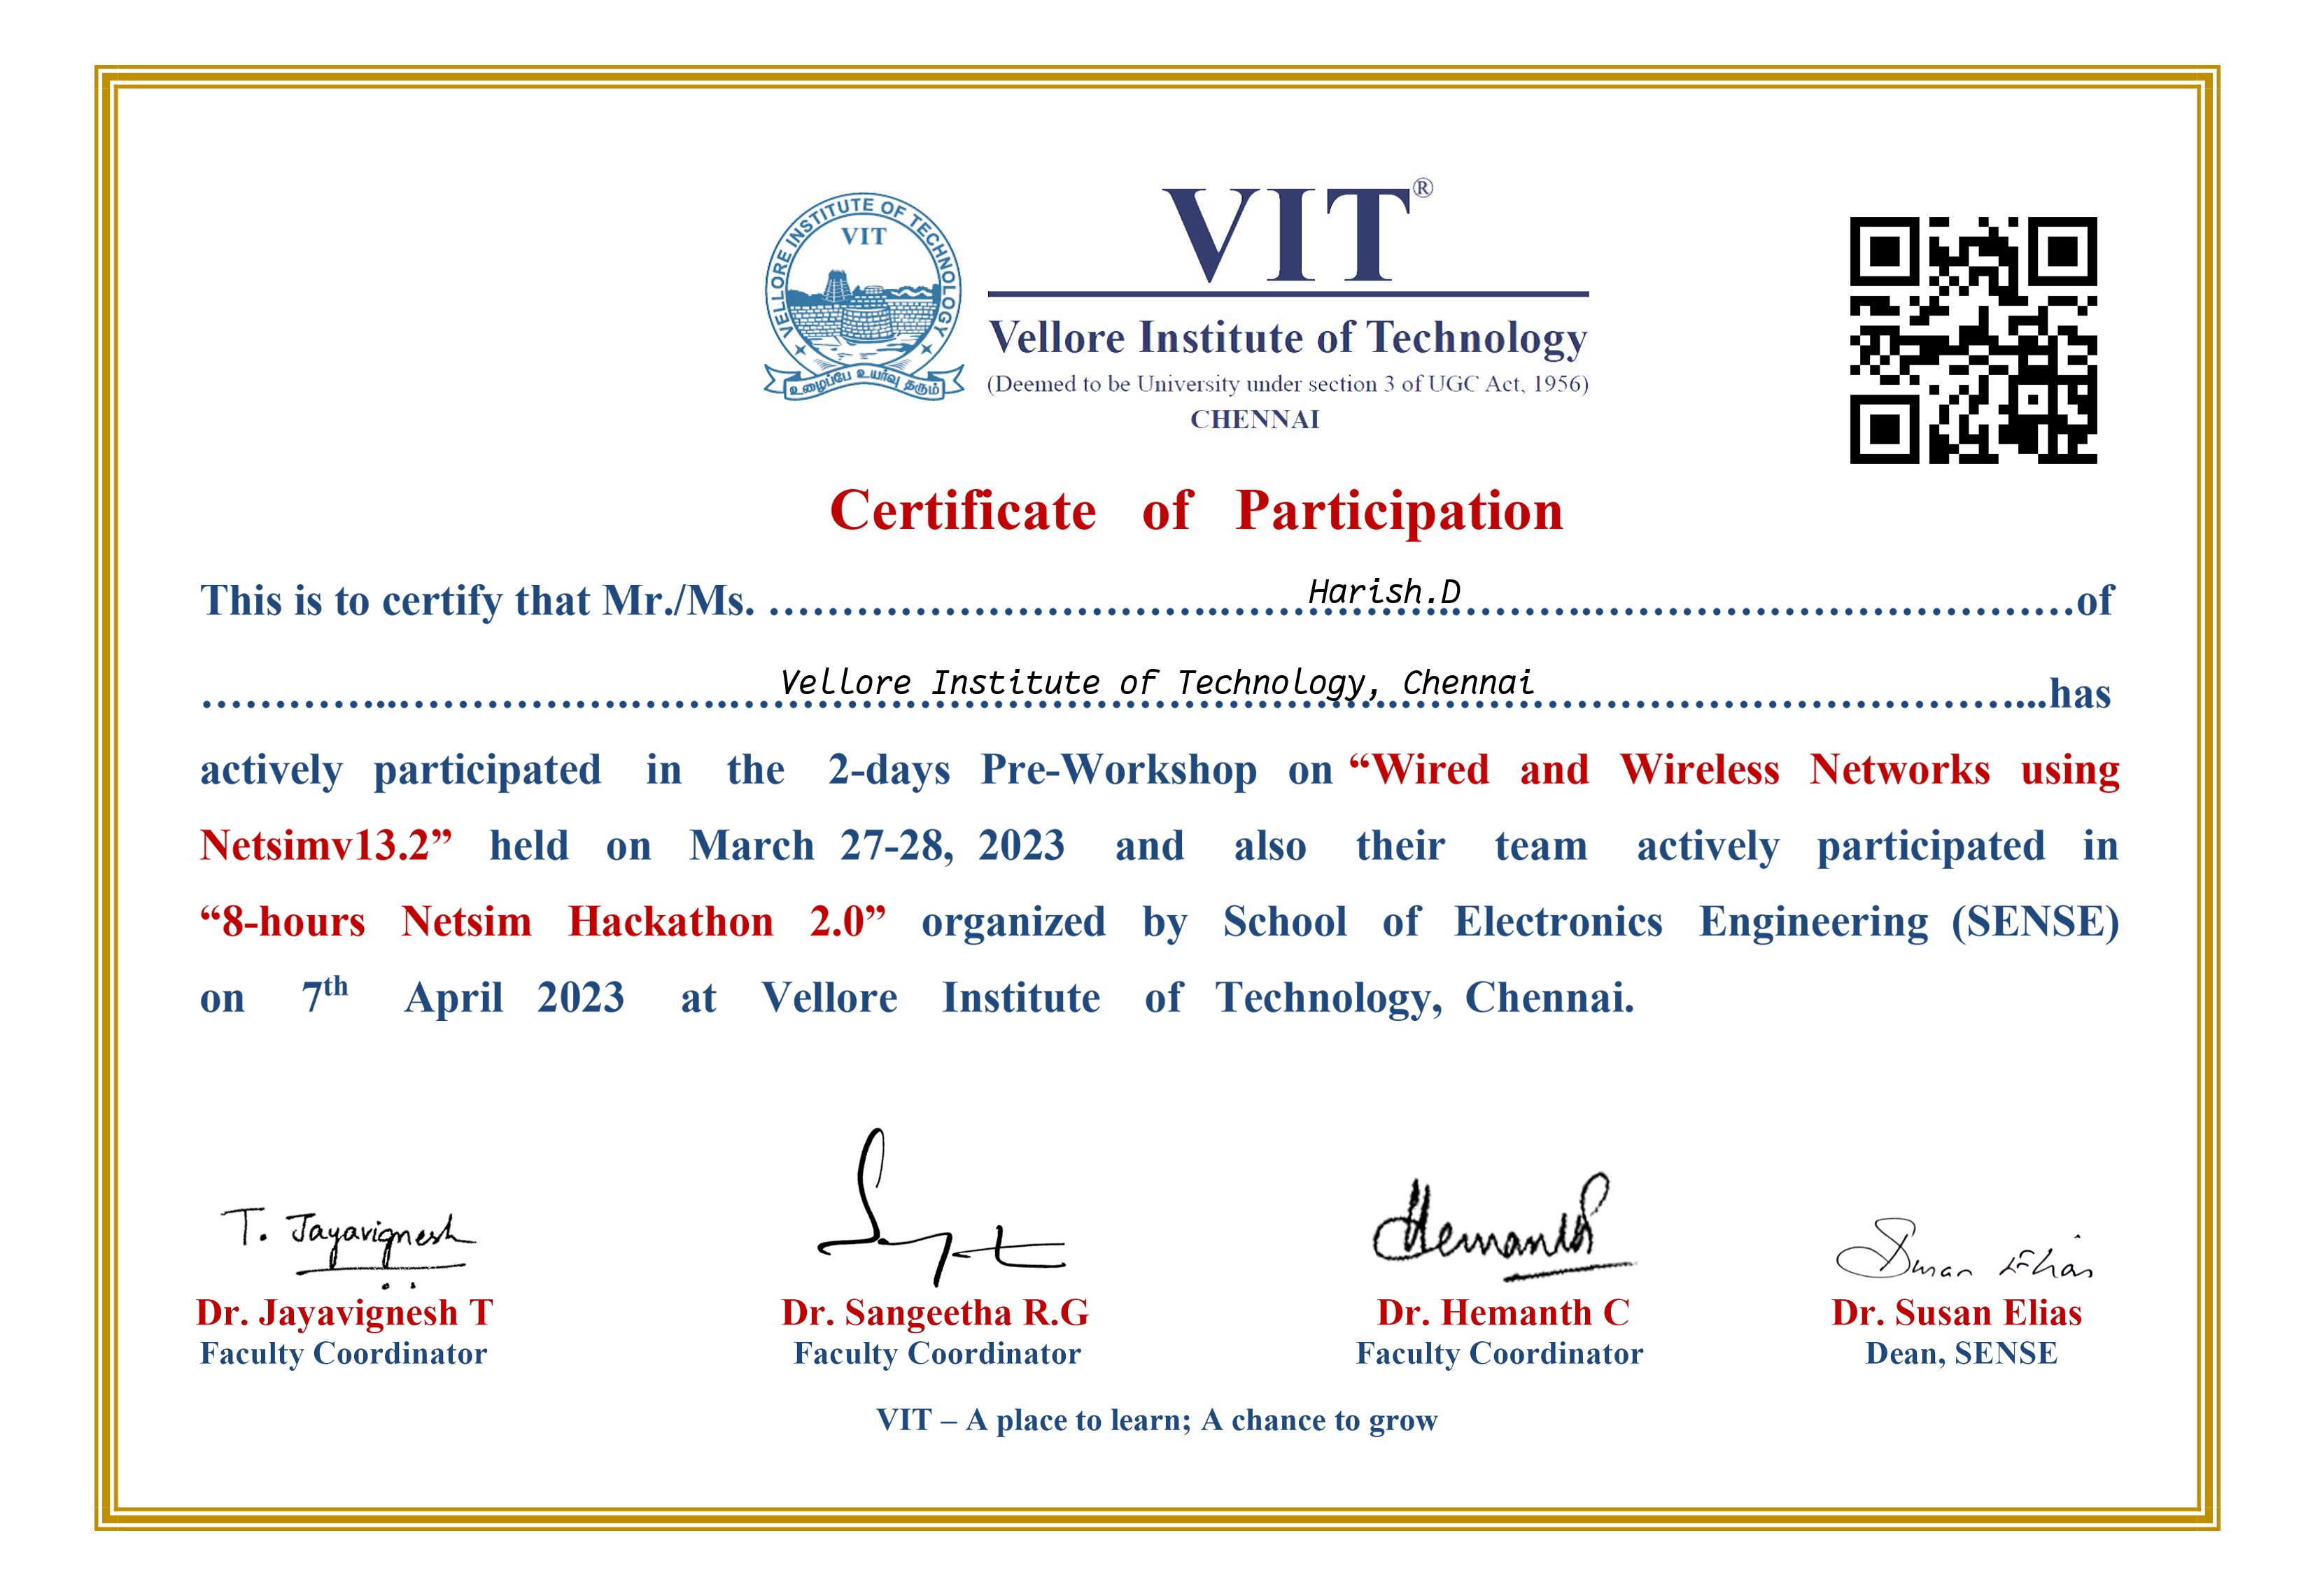 VELLORE INSTITUTE OF TECHNOLOGY
VIT
உழைப்பே உயர்வு தரும்
VIT®
Vellore Institute of Technology
(Deemed to be University under section 3 of UGC Act, 1956)
CHENNAI
Certificate of Participation
This is to certify that Mr./Ms. Harish.D of
Vellore Institute of Technology, Chennai has
actively participated in the 2-days Pre-Workshop on “Wired and Wireless Networks using
Netsimv13.2” held on March 27-28, 2023 and also their team actively participated in
“8-hours Netsim Hackathon 2.0” organized by School of Electronics Engineering (SENSE)
on 7th April 2023 at Vellore Institute of Technology, Chennai.
T. Jayavignesh
Hemanth
Susan Elias
Dr. Jayavignesh T
Dr. Sangeetha R.G
Dr. Hemanth C
Dr. Susan Elias
Faculty Coordinator
Faculty Coordinator
Faculty Coordinator
Dean, SENSE
VIT – A place to learn; A chance to grow